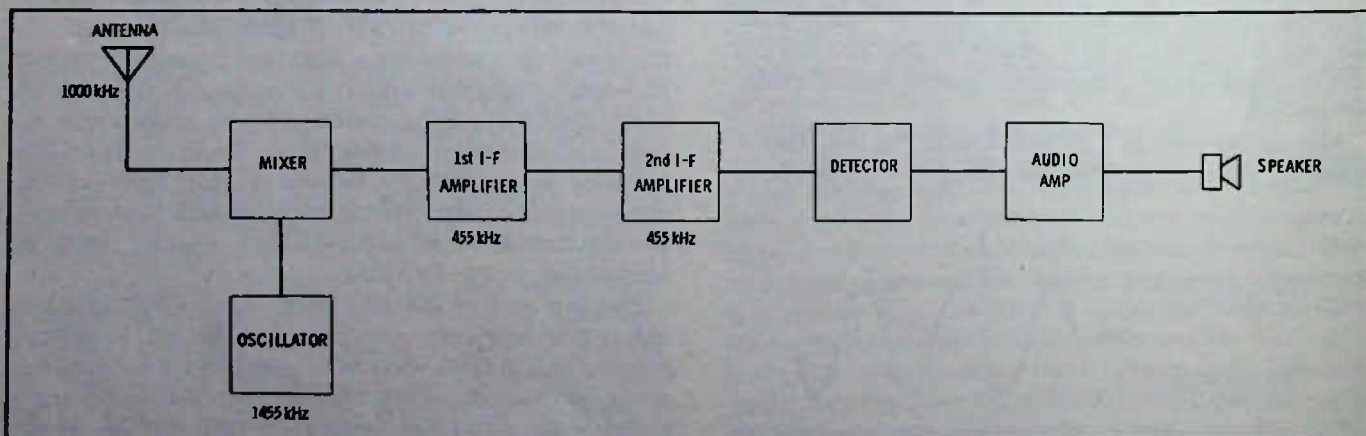 ANTENNA
1000 kHz
MIXER
1st I-F
AMPLIFIER
455 kHz
2nd I-F
AMPLIFIER
455 kHz
DETECTOR
AUDIO
AMP
SPEAKER
OSCILLATOR
1455 kHz